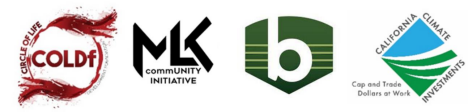 CIRCLE OF LIFE
COLDf
MLK
commUNITY
INITIATIVE
b
CALIFORNIA CLIMATE
INVESTMENTS
Cap and Trade
Dollars at Work